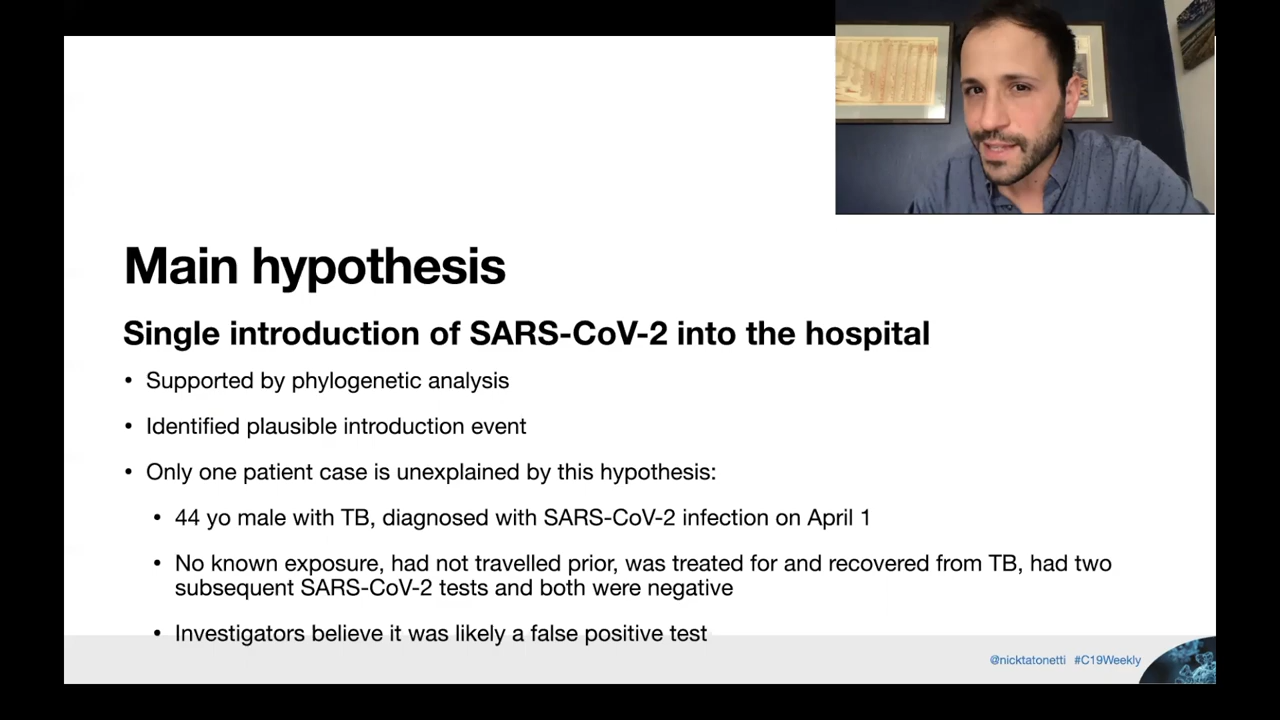 Main hypothesis
Single introduction of SARS-CoV-2 into the hospital
• Supported by phylogenetic analysis
• Identified plausible introduction event
• Only one patient case is unexplained by this hypothesis:
• 44 yo male with TB, diagnosed with SARS-CoV-2 infection on April 1
• No known exposure, had not travelled prior, was treated for and recovered from TB, had two
subsequent SARS-CoV-2 tests and both were negative
• Investigators believe it was likely a false positive test
@nicktatonetti #C19Weekly